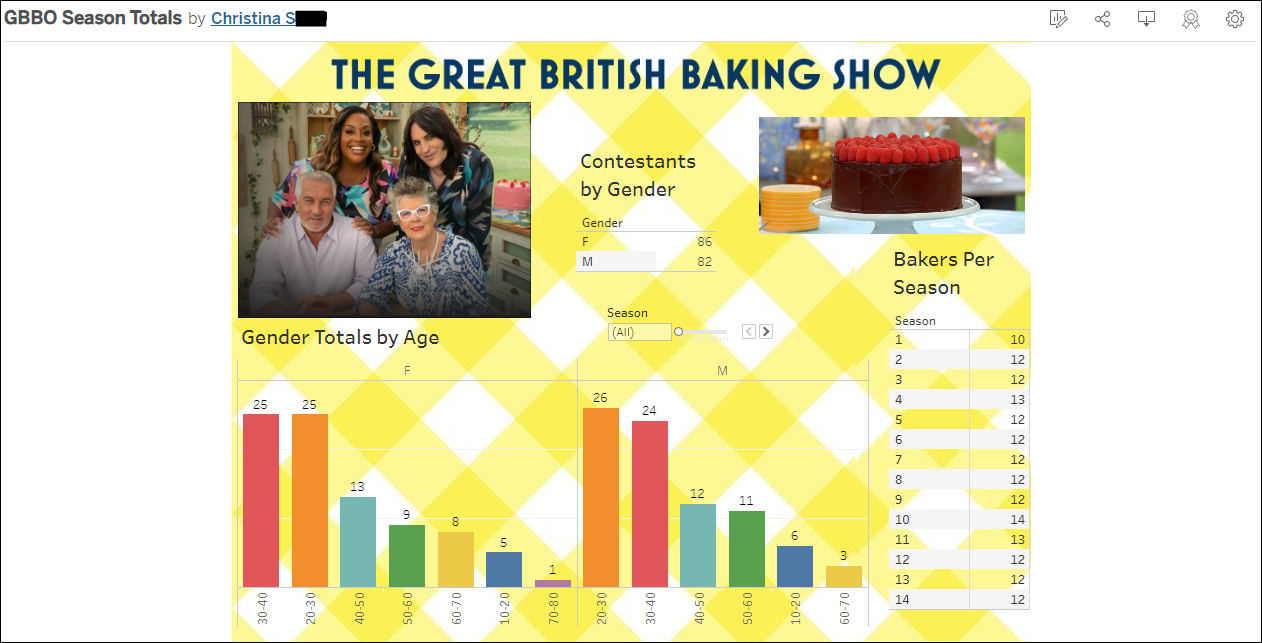 GBBO Season Totals by Christina S
THE GREAT BRITISH BAKING SHOW
Contestants
by Gender
Gender
F 86
M 82
Season
(All)
Gender Totals by Age
F M
25 25 13 9 8 5 1 26 24 12 11 6 3
30-40 20-30 40-50 50-60 60-70 10-20 70-80 20-30 30-40 40-50 50-60 10-20 60-70
Bakers Per
Season
Season
1 10
2 12
3 12
4 13
5 12
6 12
7 12
8 12
9 12
10 14
11 13
12 12
13 12
14 12